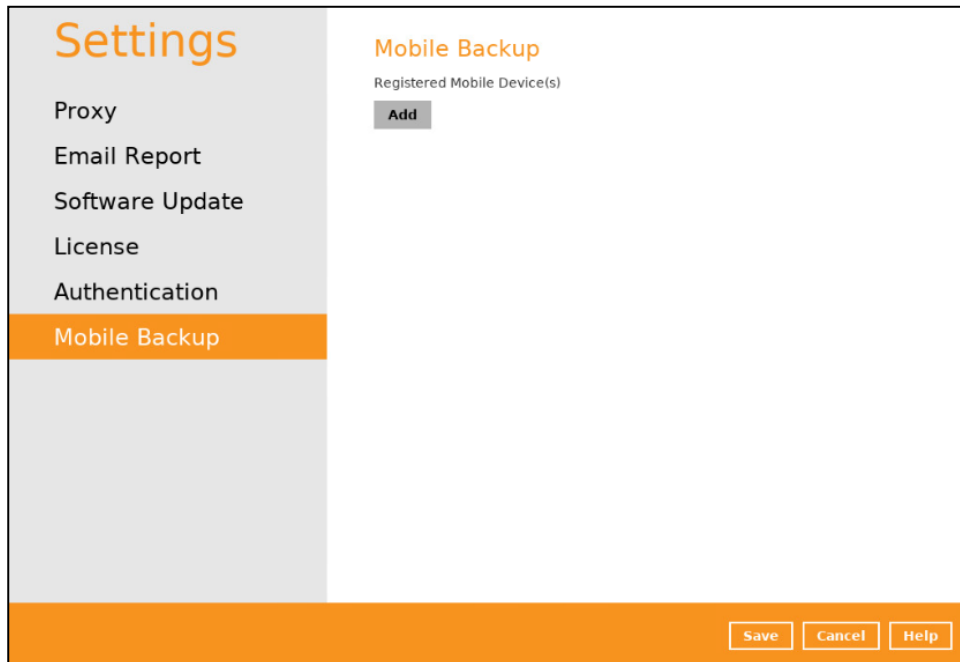 Settings
Proxy
Email Report
Software Update
License
Authentication
Mobile Backup
Mobile Backup
Registered Mobile Device(s)
Add
Save Cancel Help